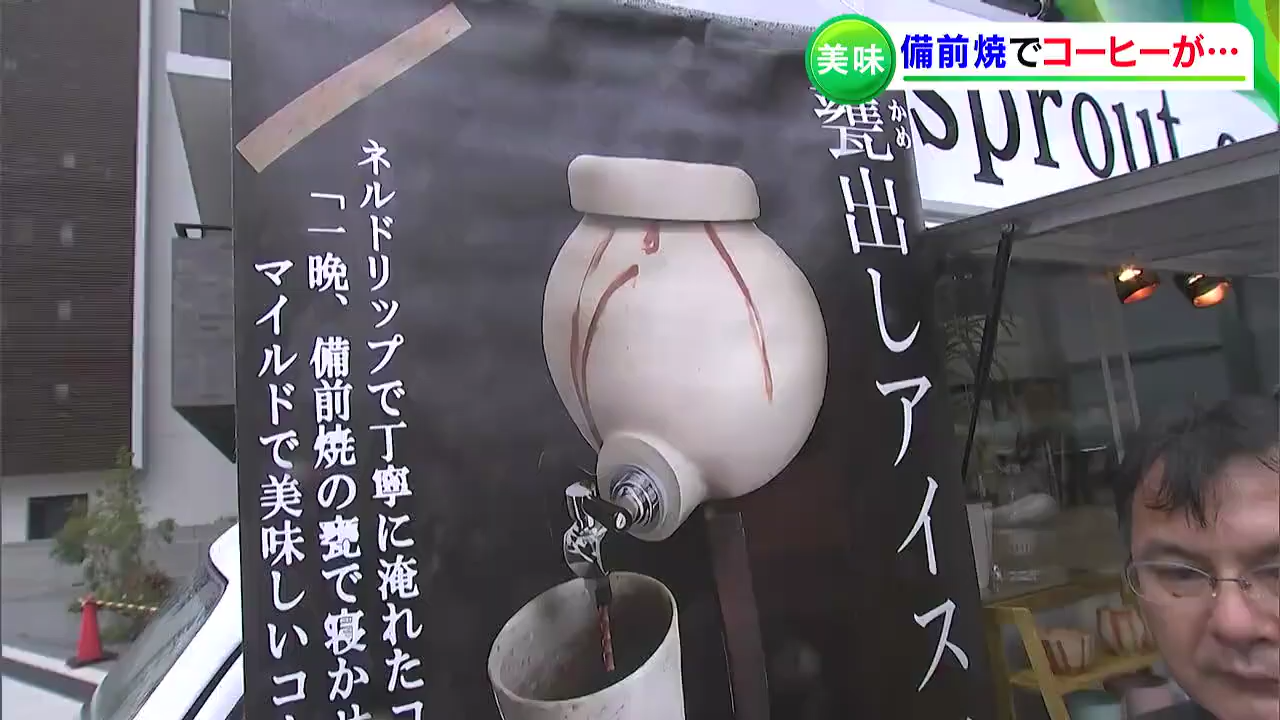 美味
備前焼でコーヒーが…
sprout
かめ
甕出しアイス
ネルドリップで丁寧に淹れたコ
「一晩、備前焼の甕で寝かせ
マイルドで美味しいコ